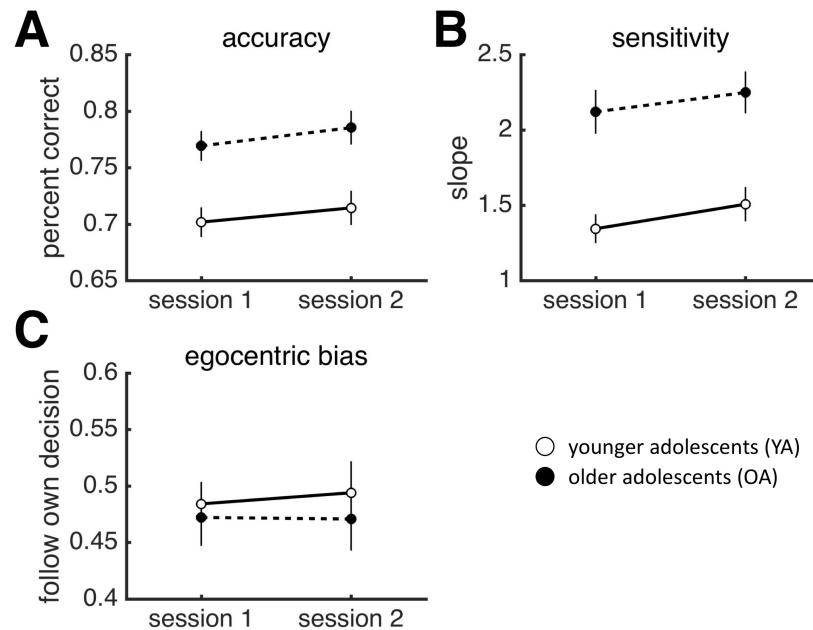 A
accuracy
percent correct
0.85
0.8
0.75
0.7
0.65
session 1
session 2
B
sensitivity
slope
2.5
2
1.5
1
session 1
session 2
C
egocentric bias
follow own decision
0.6
0.55
0.5
0.45
0.4
session 1
session 2
younger adolescents (YA)
older adolescents (OA)